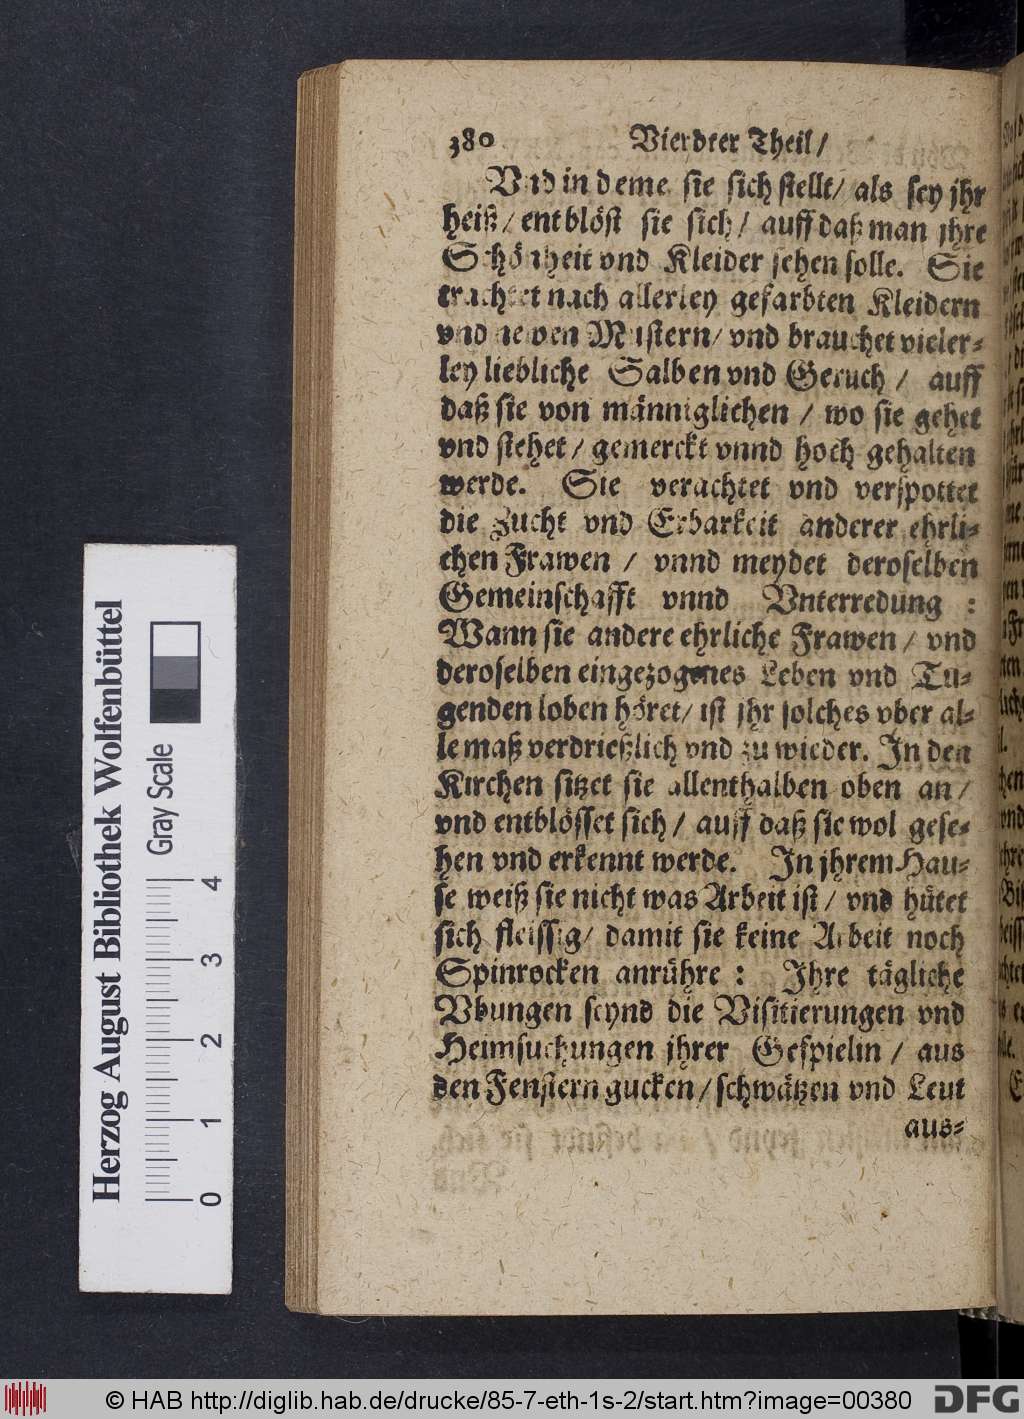 380 Vierdter Theil /
Vnd in deme sie sich stellt / als sey jhr
heiß / entblöst sie sich / auff daß man jhre
Schönheit vnd Kleider sehen solle. Sie
trachtet nach allerley gefarbten Kleidern
vnd newen Mustern / vnd brauchet vieler-
ley liebliche Salben vnd Geruch / auff
daß sie von männiglichen / wo sie gehet
vnd stehet / gemerckt vnnd hoch gehalten
werde. Sie verachtet vnd verspottet
die Zucht vnd Erbarkeit anderer ehrli-
chen Frawen / vnnd meydet deroselben
Gemeinschafft vnnd Vnterredung :
Wann sie andere ehrliche Frawen / vnd
deroselben eingezogenes Leben vnd Tu-
genden loben höret / ist jhr solches vber al-
le maß verdrießlich vnd zu wieder. In den
Kirchen sitzet sie allenthalben oben an /
vnd entblösset sich / auff daß sie wol gese-
hen vnd erkennt werde. In jhrem Hau-
se weiß sie nicht was Arbeit ist / vnd hütet
sich fleissig / damit sie keine Arbeit noch
Spinrocken anrühre : Ihre tägliche
Vbungen seynd die Visitierungen vnd
Heimsuchungen jhrer Gespielin / aus
den Fenstern gucken / schwätzen vnd Leut
aus-
Herzog August Bibliothek Wolfenbüttel
Gray Scale
0 1 2 3 4
© HAB http://diglib.hab.de/drucke/85-7-eth-1s-2/start.htm?image=00380
DFG